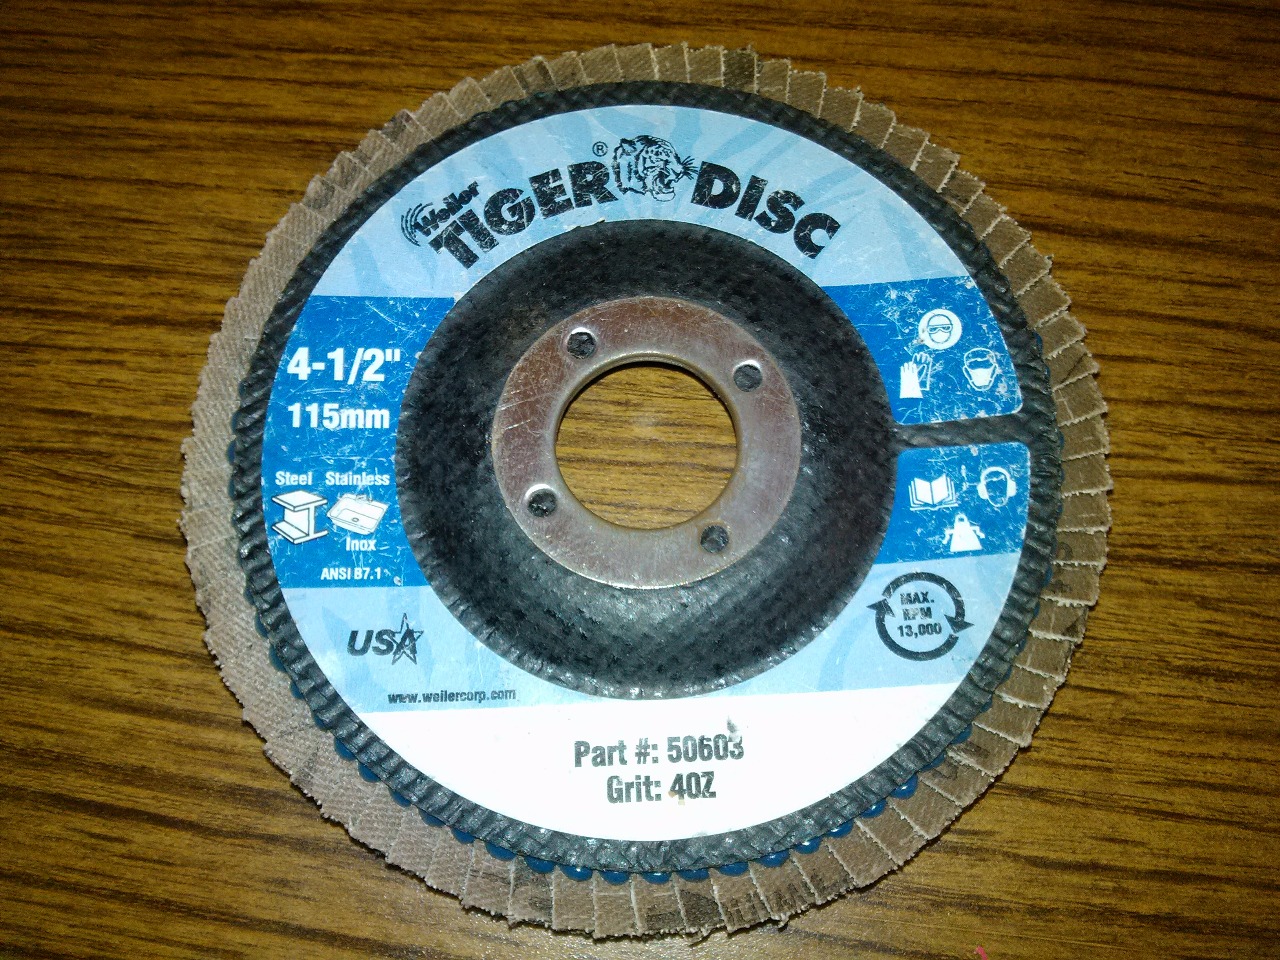 Weiler
TIGER® DISC
4-1/2"
115mm
Steel Stainless
Inox
ANSI B7.1
USA
www.weilercorp.com
MAX.
RPM
13,000
Part #: 50603
Grit: 40Z